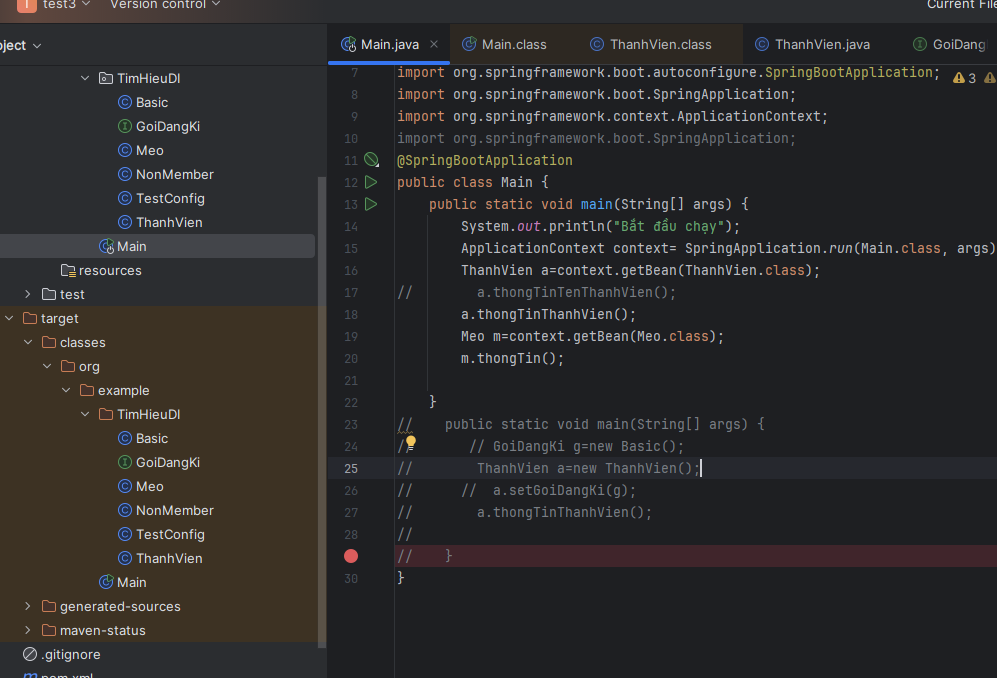 test3
Version control
Current File
oject
Main.java
Main.class
ThanhVien.class
ThanhVien.java
GoiDang
TimHieuDI
Basic
GoiDangKi
Meo
NonMember
TestConfig
ThanhVien
Main
resources
test
target
classes
org
example
TimHieuDI
Basic
GoiDangKi
Meo
NonMember
TestConfig
ThanhVien
Main
generated-sources
maven-status
.gitignore
pom.xml
3
7 import org.springframework.boot.autoconfigure.SpringBootApplication;
8 import org.springframework.boot.SpringApplication;
9 import org.springframework.context.ApplicationContext;
10 import org.springframework.boot.SpringApplication;
11 @SpringBootApplication
12 public class Main {
13 public static void main(String[] args) {
14 System.out.println("Bắt đầu chạy");
15 ApplicationContext context= SpringApplication.run(Main.class, args)
16 ThanhVien a=context.getBean(ThanhVien.class);
17 // a.thongTinTenThanhVien();
18 a.thongTinThanhVien();
19 Meo m=context.getBean(Meo.class);
20 m.thongTin();
21
22 }
23 // public static void main(String[] args) {
24 // // GoiDangKi g=new Basic();
25 // ThanhVien a=new ThanhVien();
26 // // a.setGoiDangKi(g);
27 // a.thongTinThanhVien();
28 //
// }
30 }